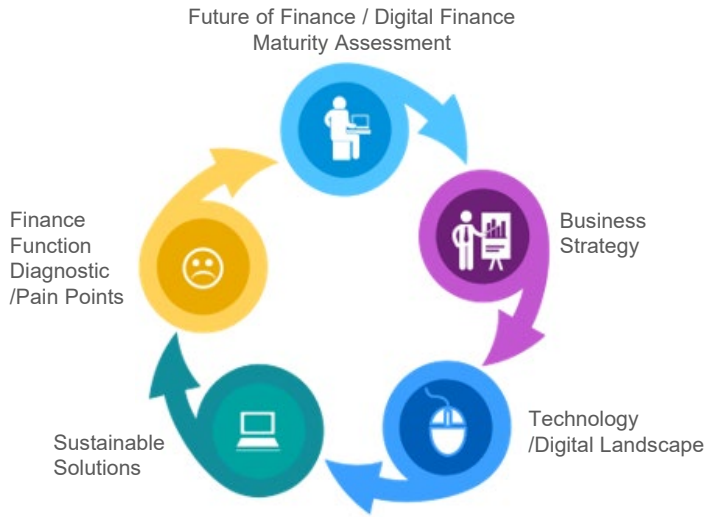 Future of Finance / Digital Finance
Maturity Assessment
Business
Strategy
Technology
/Digital Landscape
Sustainable
Solutions
Finance
Function
Diagnostic
/Pain Points